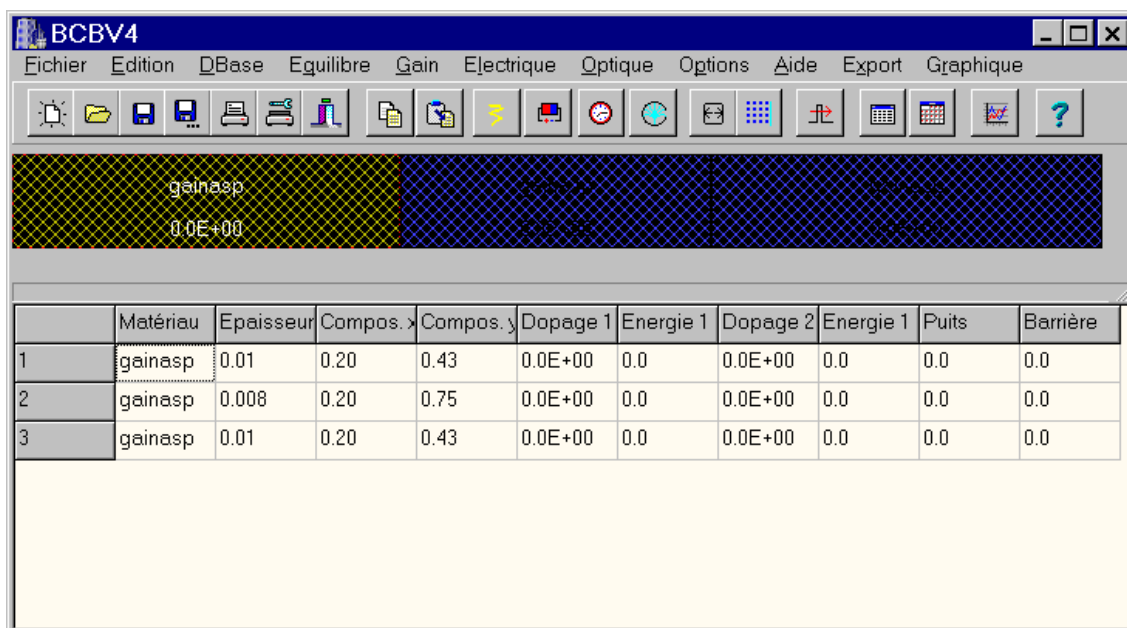 BCBV4
Fichier Edition DBase Equilibre Gain Electrique Optique Options Aide Export Graphique
gainasp
0.0E+00
Matériau Epaisseur Compos. x Compos. y Dopage 1 Energie 1 Dopage 2 Energie 1 Puits Barrière
1 gainasp 0.01 0.20 0.43 0.0E+00 0.0 0.0E+00 0.0 0.0 0.0
2 gainasp 0.008 0.20 0.75 0.0E+00 0.0 0.0E+00 0.0 0.0 0.0
3 gainasp 0.01 0.20 0.43 0.0E+00 0.0 0.0E+00 0.0 0.0 0.0